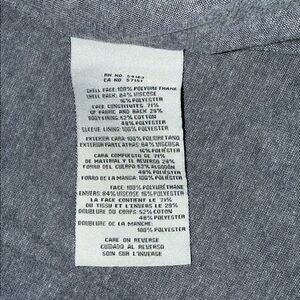 RN NO. 54163
CA NO. 57151
SHELL FACE: 100% POLYURETHANE
SHELL BACK: 84% VISCOSE
16% POLYESTER
FACE CONSTITUTES 71%
OF FABRIC AND BACK 29%
BODY LINING: 52% COTTON
48% POLYESTER
SLEEVE LINING: 100% POLYESTER
EXTERIOR CARA: 100% POLIURETANO
EXTERIOR PARTE ATRAS: 84% VISCOSA
16% POLIÉSTER
CARA COMPUESTO DE 71%
DE MATERIAL Y EL REVERSO 29%
FORRO DEL CUERPO: 52% ALGODÓN
48% POLIÉSTER
FORRO DE LA MANGA: 100% POLIÉSTER
FACE: 100% POLYURÉTHANE
ENVERS: 84% VISCOSE 16% POLYESTER
LA FACE CONTIENT LE 71%
DU TISSU ET L'ENVERS LE 29%
DOUBLURE DU CORPS: 52% COTON
48% POLYESTER
DOUBLURE DE LA MANCHE:
100% POLYESTER
CARE ON REVERSE
CUIDADO AL REVERSO
SOIN SUR L'INVERSE